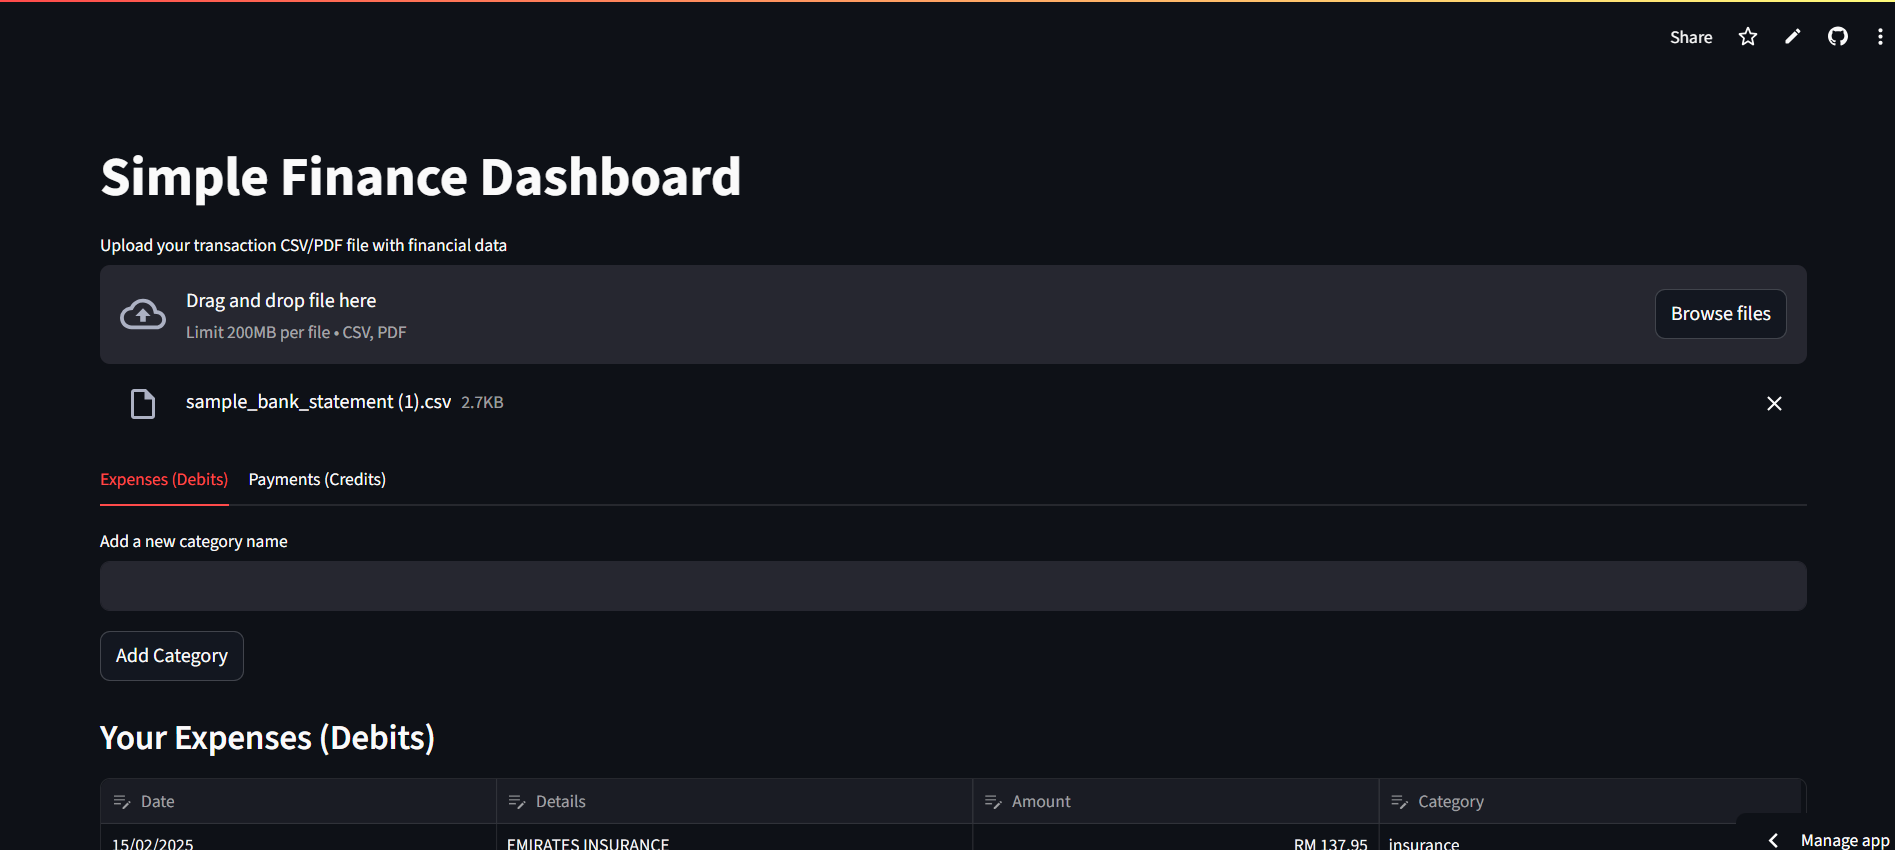 Share
Simple Finance Dashboard
Upload your transaction CSV/PDF file with financial data
Drag and drop file here
Limit 200MB per file • CSV, PDF
Browse files
sample_bank_statement (1).csv 2.7KB
Expenses (Debits) Payments (Credits)
Add a new category name
Add Category
Your Expenses (Debits)
Date Details Amount Category
15/02/2025 EMIRATES INSURANCE RM 137.95 insurance
Manage app